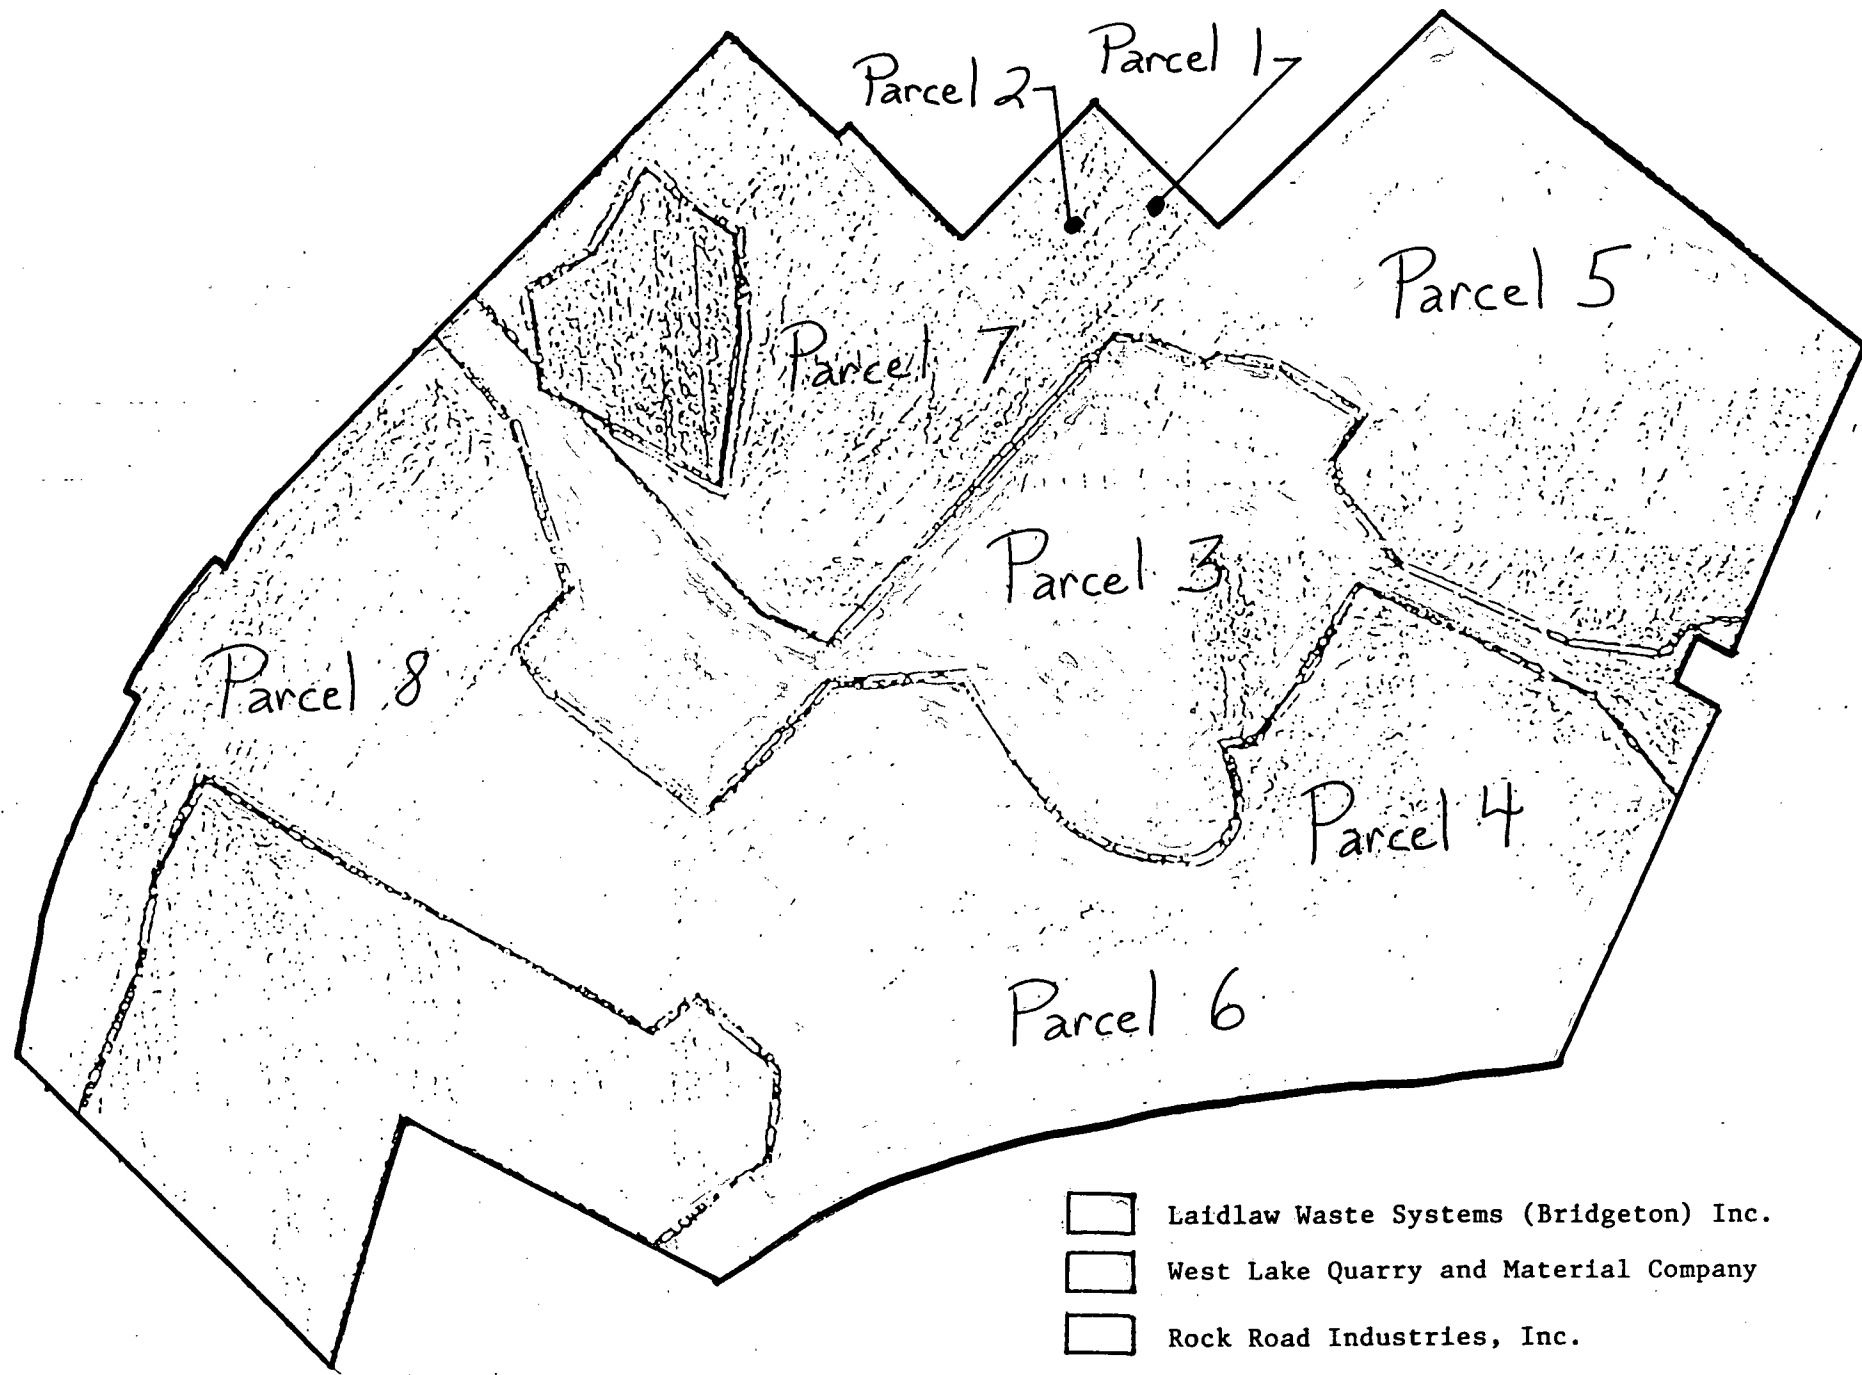 Parcel 1
Parcel 2
Parcel 5
Parcel 7
Parcel 3
Parcel 8
Parcel 4
Parcel 6
Laidlaw Waste Systems (Bridgeton) Inc.
West Lake Quarry and Material Company
Rock Road Industries, Inc.